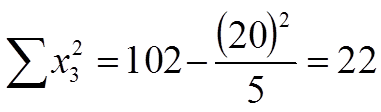 ∑x₃² = 102 − (20)²/5 = 22